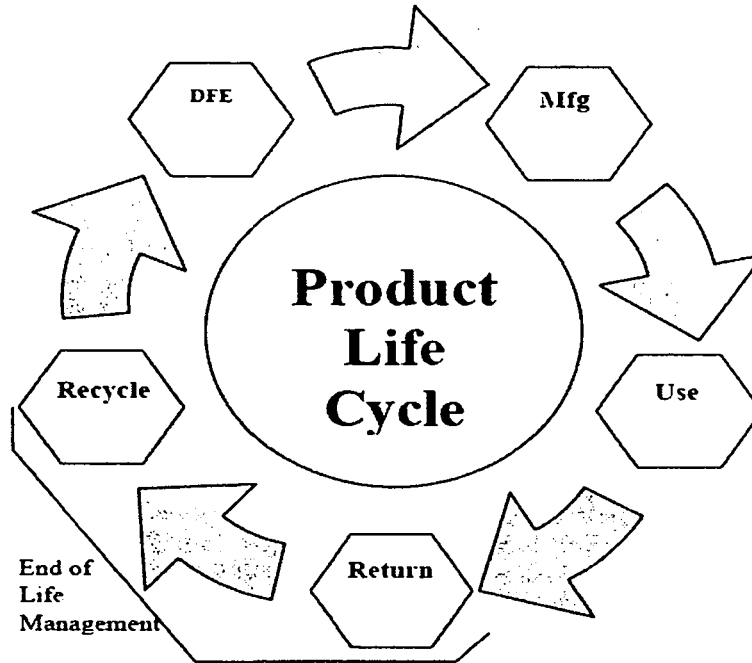 DFE
Mfg
Product
Life
Cycle
Recycle
Use
Return
End of
Life
Management